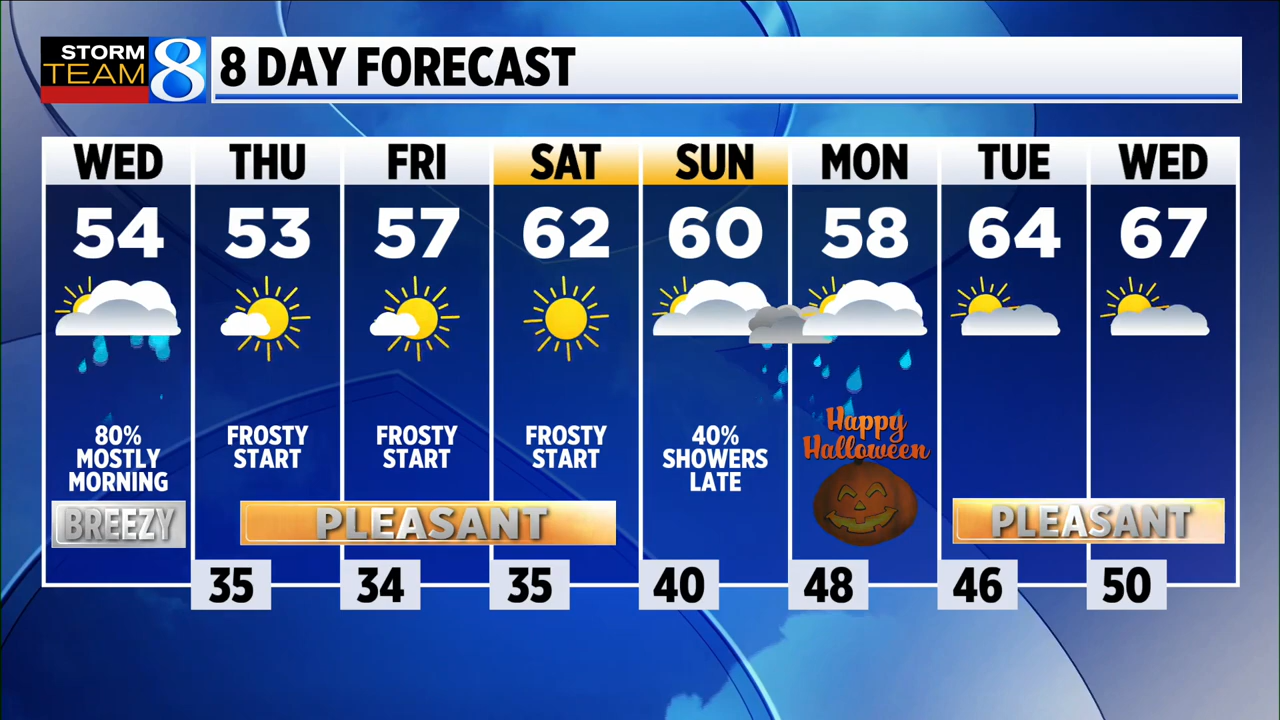 STORM
TEAM 8
8 DAY FORECAST
WED THU FRI SAT SUN MON TUE WED
54 53 57 62 60 58 64 67
80%
MOSTLY
MORNING
FROSTY
START
FROSTY
START
FROSTY
START
40%
SHOWERS
LATE
Happy
Halloween
BREEZY
PLEASANT
PLEASANT
35 34 35 40 48 46 50